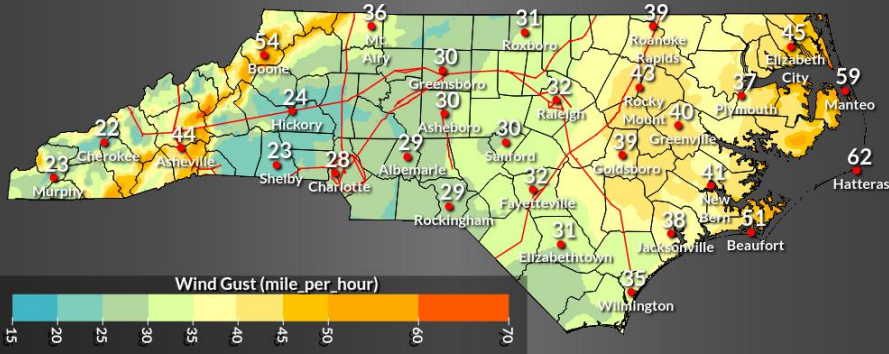 36
Mt.
Airy
31
Roxboro
39
Roanoke
Rapids
45
Elizabeth
City
54
Boone
30
Greensboro
24
Hickory
30
Asheboro
32
Raleigh
43
Rocky
Mount
37
Plymouth
59
Manteo
40
Greenville
22
Cherokee
44
Asheville
23
Murphy
23
Shelby
28
Charlotte
29
Albemarle
30
Sanford
39
Goldsboro
62
Hatteras
29
Rockingham
32
Fayetteville
41
New
Bern
31
Elizabethtown
38
Jacksonville
51
Beaufort
35
Wilmington
Wind Gust (mile_per_hour)
15 20 25 30 35 40 45 50 60 70